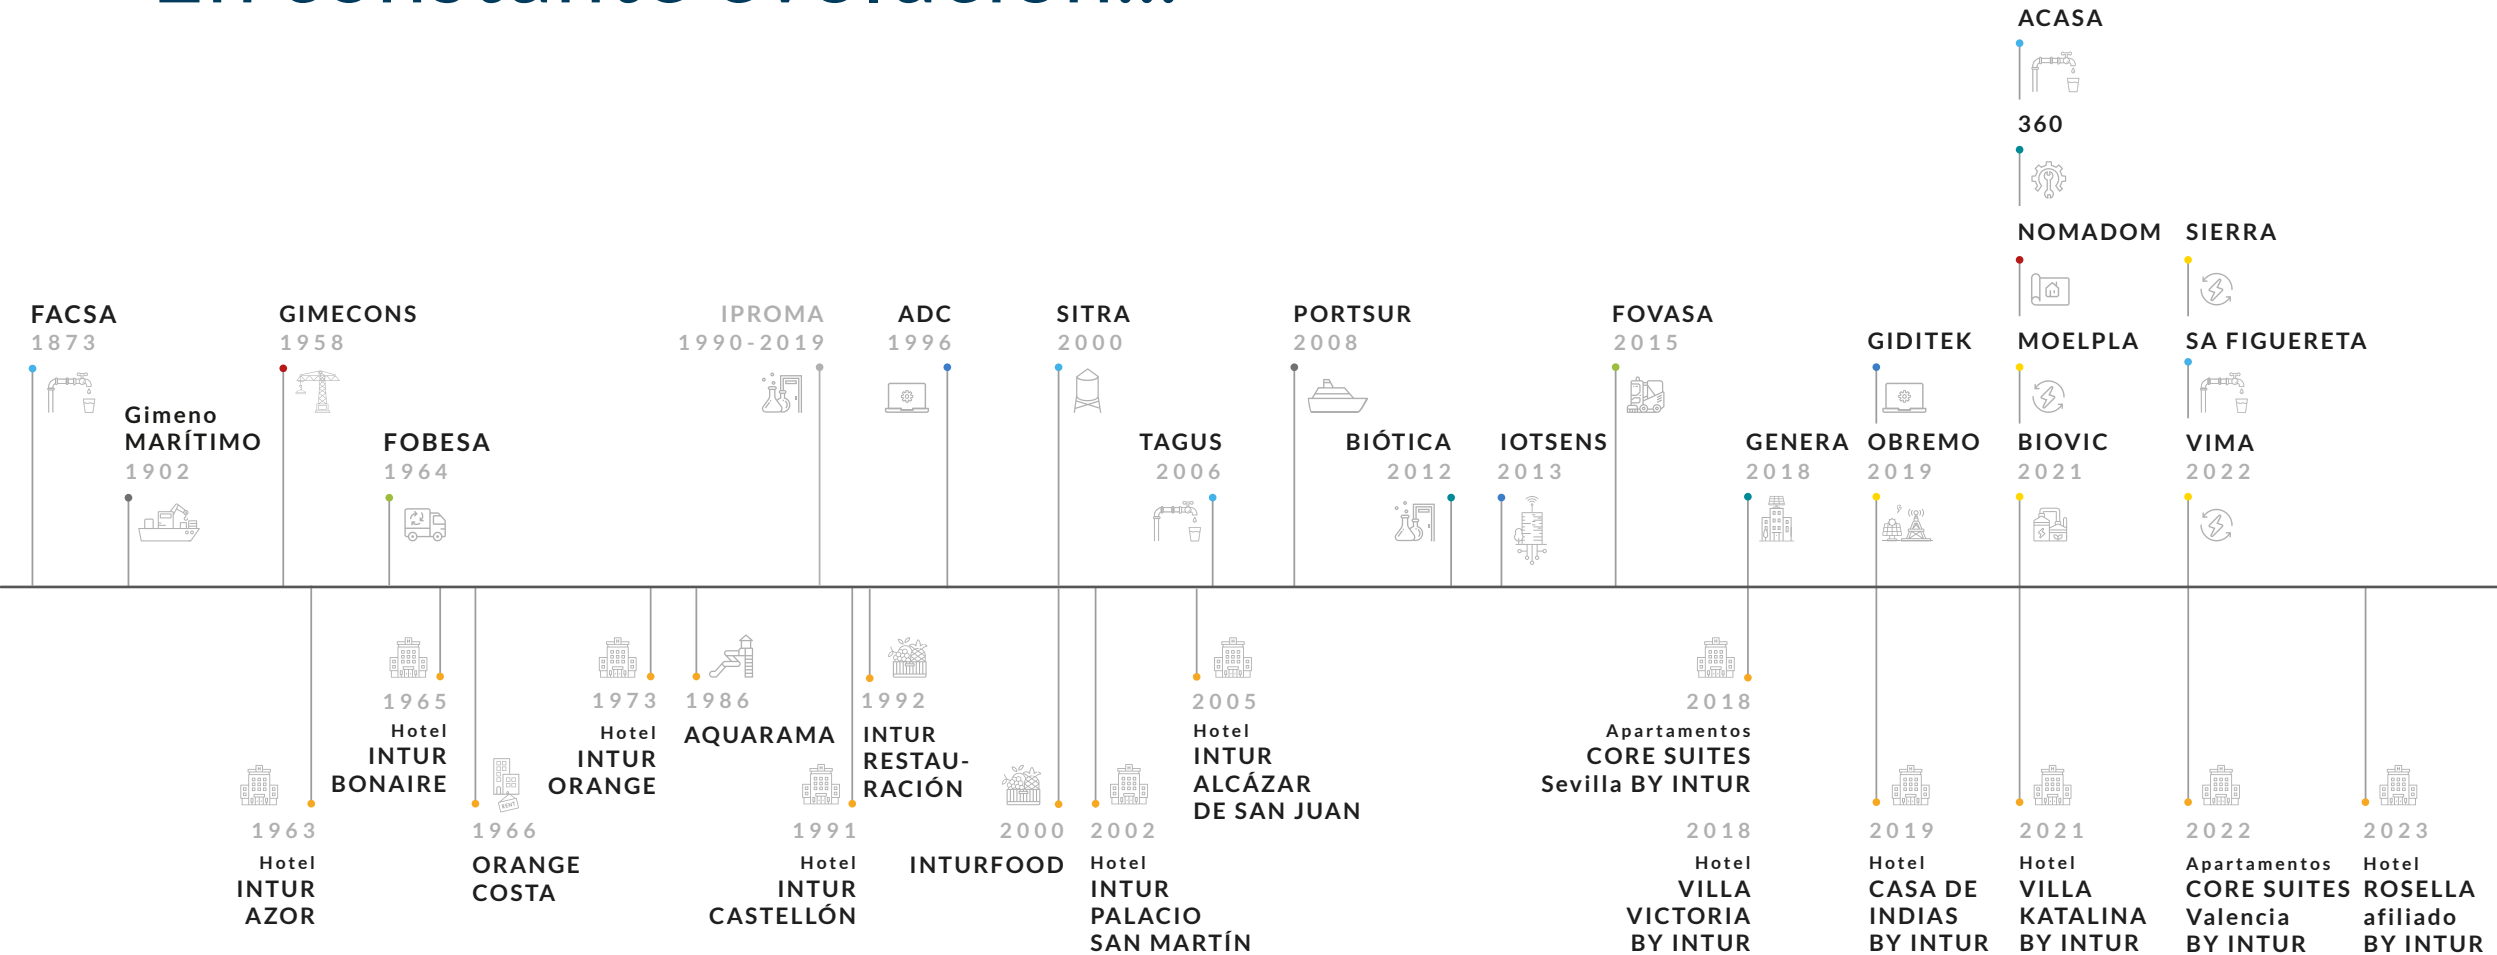 En constante evolución...
ACASA
360
NOMADOM
SIERRA
FACSA
1873
GIMECONS
1958
IPROMA
1990-2019
ADC
1996
SITRA
2000
PORTSUR
2008
FOVASA
2015
GIDITEK
MOELPLA
SA FIGUERETA
Gimeno
MARÍTIMO
1902
FOBESA
1964
TAGUS
2006
BIÓTICA
2012
IOTSENS
2013
GENERA
2018
OBREMO
2019
BIOVIC
2021
VIMA
2022
1963
Hotel
INTUR
AZOR
1965
Hotel
INTUR
BONAIRE
RENT
1966
ORANGE
COSTA
1973
Hotel
INTUR
ORANGE
1986
AQUARAMA
1991
Hotel
INTUR
CASTELLÓN
1992
INTUR
RESTAU-
RACIÓN
2000
INTURFOOD
2002
Hotel
INTUR
PALACIO
SAN MARTÍN
2005
Hotel
INTUR
ALCÁZAR
DE SAN JUAN
2018
Apartamentos
CORE SUITES
Sevilla BY INTUR
2018
Hotel
VILLA
VICTORIA
BY INTUR
2019
Hotel
CASA DE
INDIAS
BY INTUR
2021
Hotel
VILLA
KATALINA
BY INTUR
2022
Apartamentos
CORE SUITES
Valencia
BY INTUR
2023
Hotel
ROSELLA
afiliado
BY INTUR